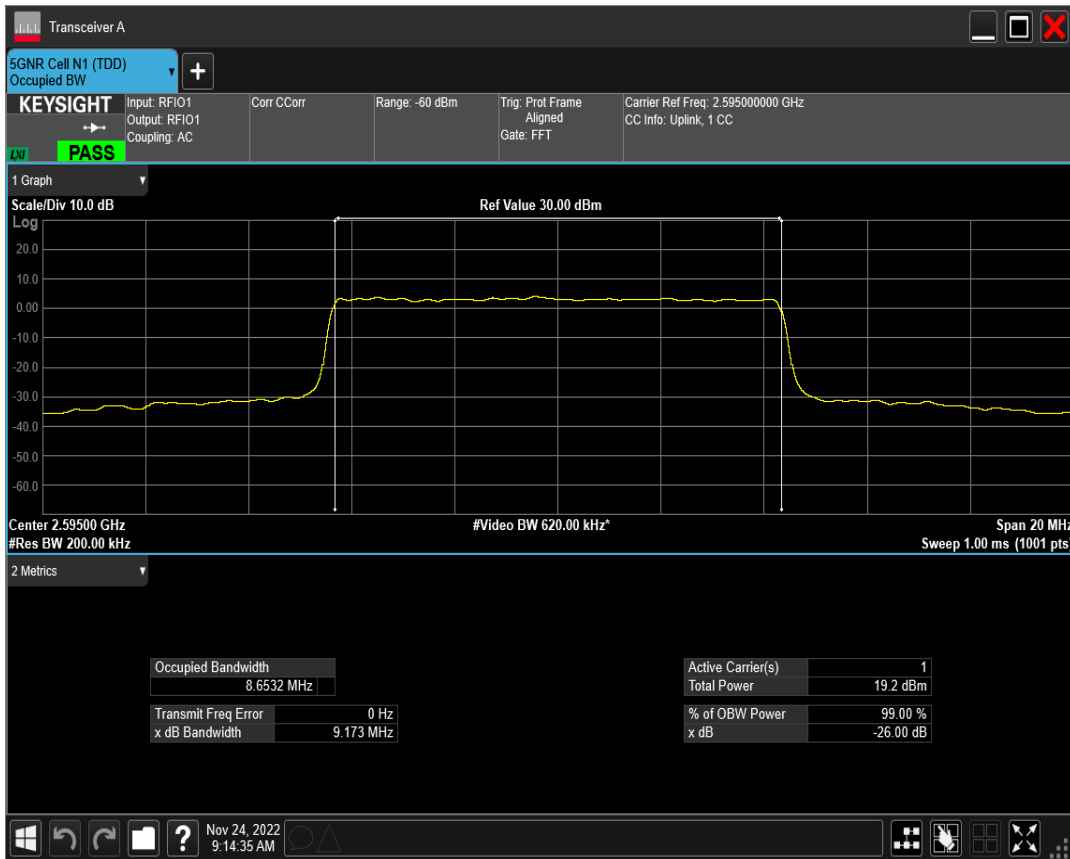 Transceiver A
5GNR Cell N1 (TDD)
Occupied BW
+
KEYSIGHT
LXI
PASS
Input: RFIO1
Output: RFIO1
Coupling: AC
Corr CCorr
Range: -60 dBm
Trig: Prot Frame
Aligned
Gate: FFT
Carrier Ref Freq: 2.595000000 GHz
CC Info: Uplink, 1 CC
1 Graph
Scale/Div 10.0 dB
Ref Value 30.00 dBm
Log
20.0
10.0
0.00
-10.0
-20.0
-30.0
-40.0
-50.0
-60.0
Center 2.59500 GHz
#Video BW 620.00 kHz*
Span 20 MHz
#Res BW 200.00 kHz
Sweep 1.00 ms (1001 pts)
2 Metrics
Occupied Bandwidth
8.6532 MHz
Transmit Freq Error 0 Hz
x dB Bandwidth 9.173 MHz
Active Carrier(s) 1
Total Power 19.2 dBm
% of OBW Power 99.00 %
x dB -26.00 dB
?
Nov 24, 2022
9:14:35 AM